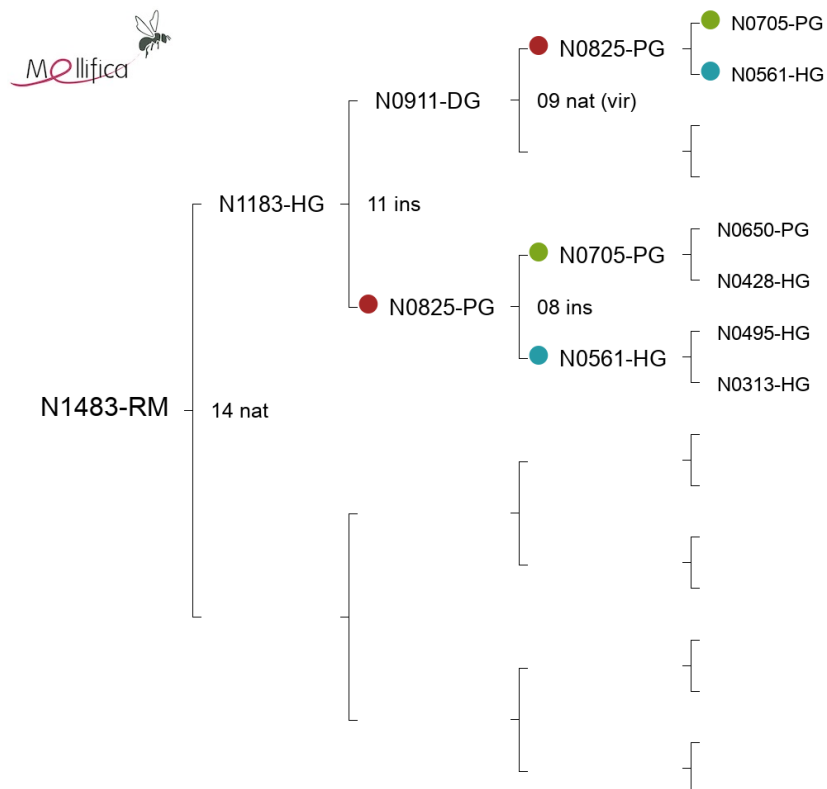 Mellifica
N0705-PG
N0825-PG
N0561-HG
N0911-DG
09 nat (vir)
N1183-HG
11 ins
N0650-PG
N0705-PG
N0428-HG
N0825-PG
08 ins
N0495-HG
N0561-HG
N0313-HG
N1483-RM
14 nat